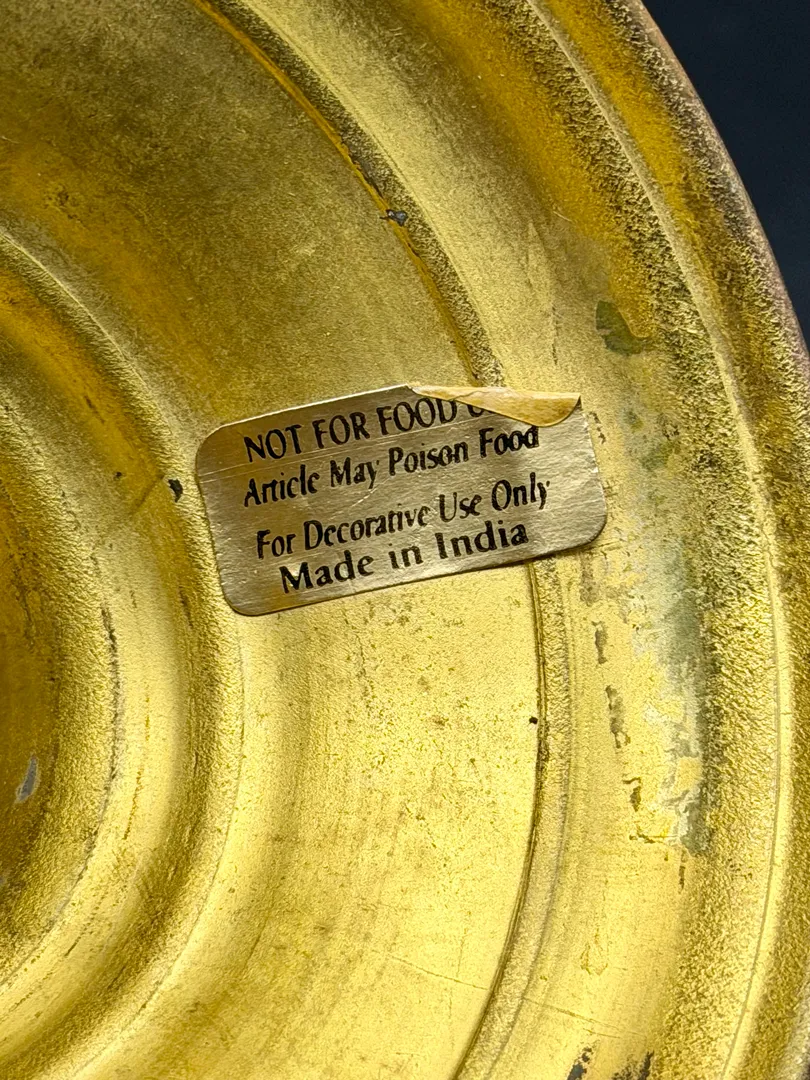 NOT FOR FOOD
Article May Poison Food
For Decorative Use Only
Made in India